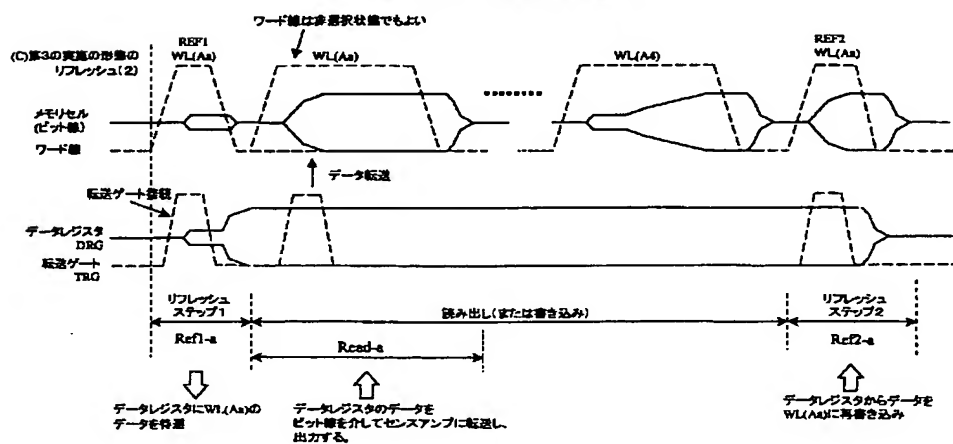 ワード線は非選択状態でもよい
(C)第3の実施の形態の
リフレッシュ(2)
REF1
WL(Aa)
WL(Aa)
WL(Ad)
REF2
WL(Aa)
メモリセル
(ビット線)
ワード線
データ転送
転送ゲート
データレジスタ
DRG
転送ゲート
TRG
リフレッシュ
ステップ1
読み出し(または書き込み)
リフレッシュ
ステップ2
Ref1-a
Read-a
Ref2-a
データレジスタにWL(Aa)の
データを待避
データレジスタのデータを
ビット線を介してセンスアンプに転送し、
出力する。
データレジスタからデータを
WL(Aa)に再書き込み